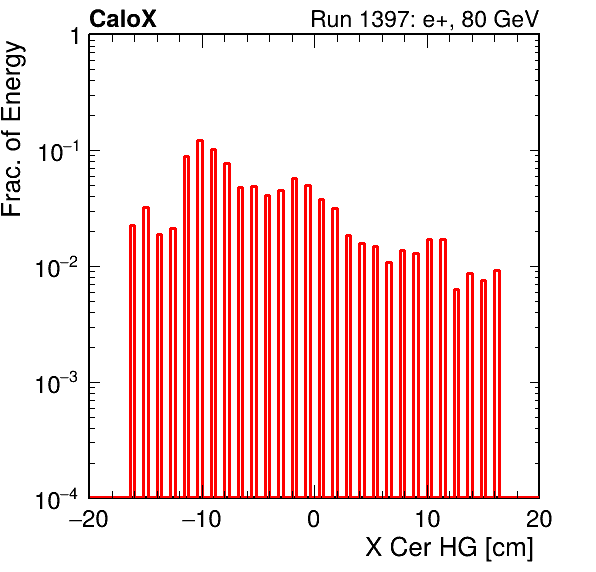 CaloX Run 1397: e+, 80 GeV
Frac. of Energy
1
10⁻¹
10⁻²
10⁻³
10⁻⁴
−20 −10 0 10 20
X Cer HG [cm]